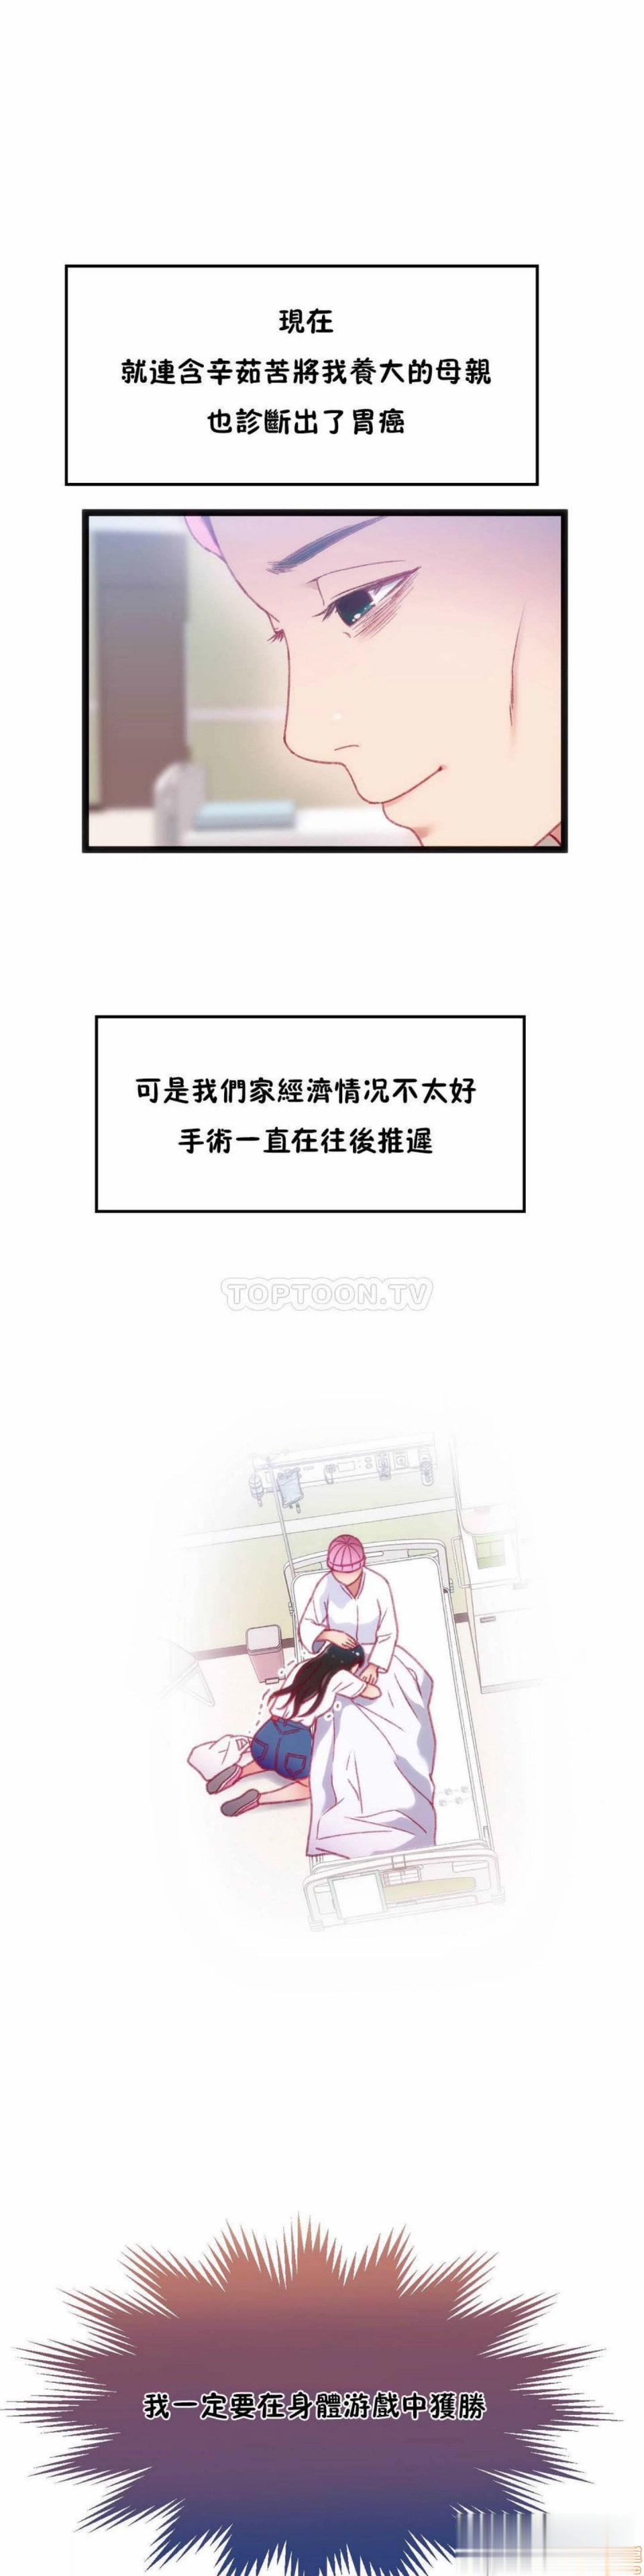 現在
就連含辛茹苦將我養大的母親
也診斷出了胃癌
可是我們家經濟情況不太好
手術一直在往後推遲
TOPTOON.TV
我一定要在身體游戲中獲勝